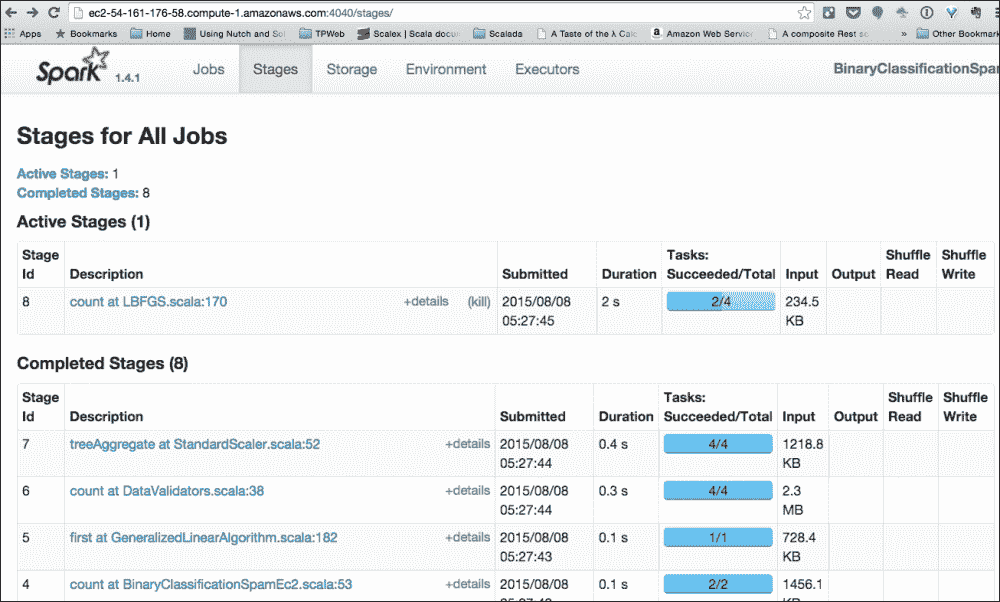 ec2-54-161-176-58.compute-1.amazonaws.com:4040/stages/
Apps Bookmarks Home Using Nutch and Sol TPWeb Scalex | Scala docu Scalada A Taste of the λ Calc Amazon Web Service A composite Rest sc » Other Bookmark
Spark 1.4.1 Jobs Stages Storage Environment Executors BinaryClassificationSpa
Stages for All Jobs
Active Stages: 1
Completed Stages: 8
Active Stages (1)
Stage Tasks: Shuffle Shuffle
Id Description Submitted Duration Succeeded/Total Input Output Read Write
8 count at LBFGS.scala:170 +details (kill) 2015/08/08 2 s 2/4 234.5
05:27:45 KB
Completed Stages (8)
Stage Tasks: Shuffle Shuffle
Id Description Submitted Duration Succeeded/Total Input Output Read Write
7 treeAggregate at StandardScaler.scala:52 +details 2015/08/08 0.4 s 4/4 1218.8
05:27:44 KB
6 count at DataValidators.scala:38 +details 2015/08/08 0.3 s 4/4 2.3
05:27:44 MB
5 first at GeneralizedLinearAlgorithm.scala:182 +details 2015/08/08 0.1 s 1/1 728.4
05:27:43 KB
4 count at BinaryClassificationSpamEc2.scala:53 +details 2015/08/08 0.1 s 2/2 1456.1